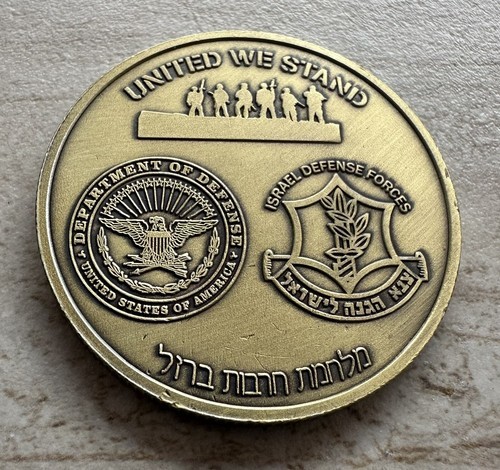 UNITED WE STAND
DEPARTMENT OF DEFENSE
UNITED STATES OF AMERICA
ISRAEL DEFENSE FORCES
צבא הגנה לישראל
מלחמת חרבות ברזל